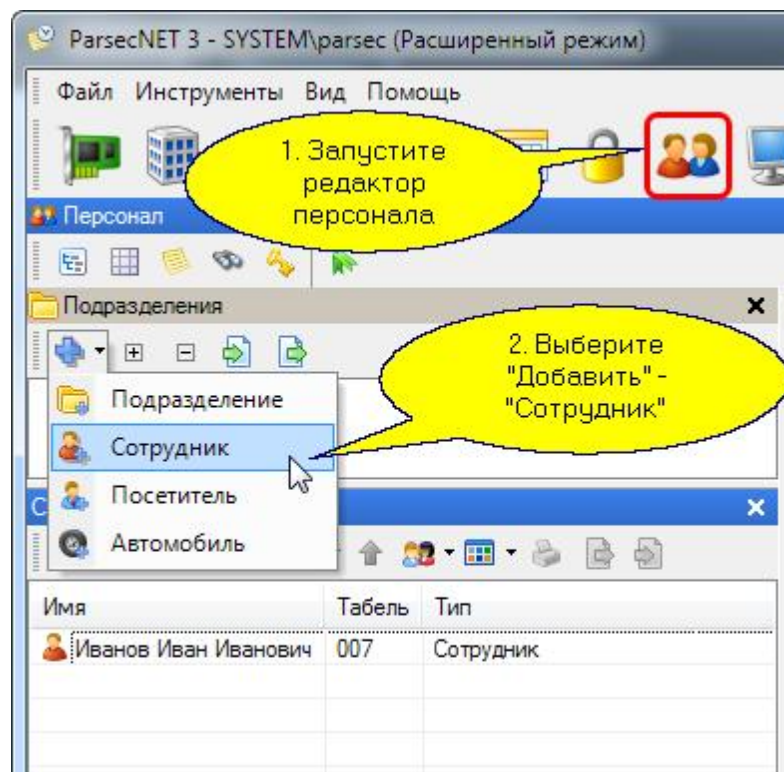 ParsecNET 3 - SYSTEM\parsec (Расширенный режим)
Файл Инструменты Вид Помощь
1. Запустите
редактор
персонала
Персонал
Подразделения
2. Выберите
"Добавить" -
"Сотрудник"
Подразделение
Сотрудник
Посетитель
Автомобиль
Имя Табель Тип
Иванов Иван Иванович 007 Сотрудник